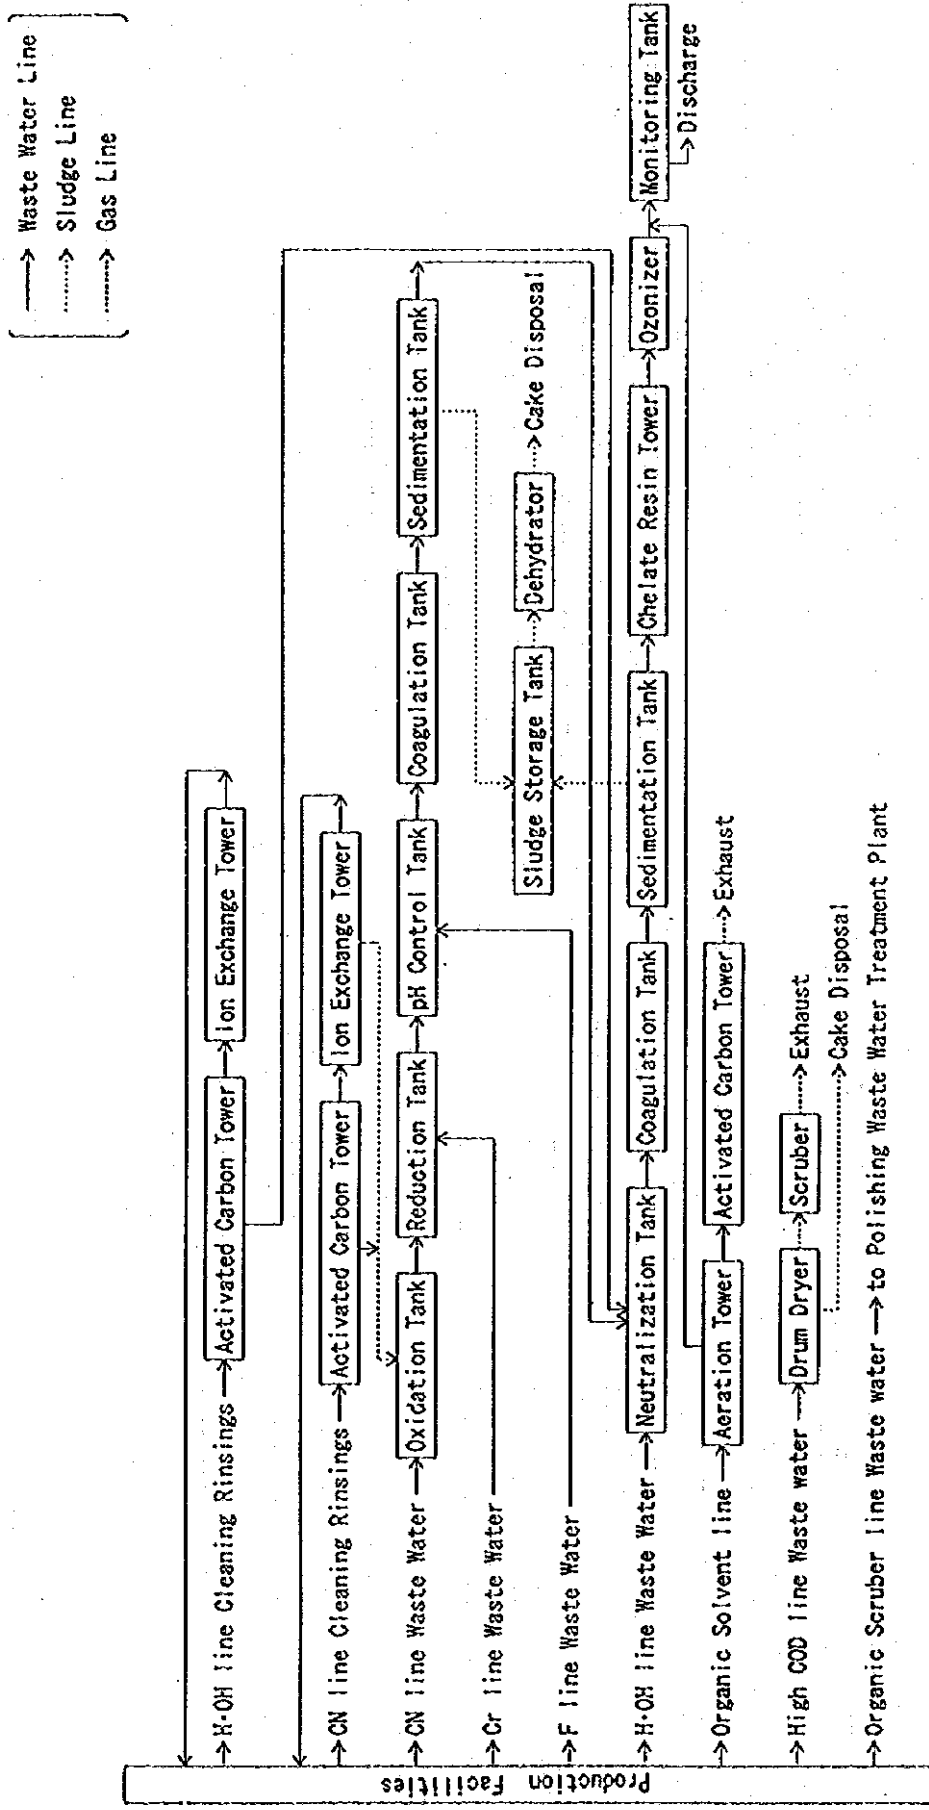 Waste Water Line
Sludge Line
Gas Line
Production
Facilities
H·OH line Cleaning Rinsings
Activated Carbon Tower
Ion Exchange Tower
CN line Cleaning Rinsings
Activated Carbon Tower
Ion Exchange Tower
CN line Waste Water
Oxidation Tank
Reduction Tank
pH Control Tank
Coagulation Tank
Sedimentation Tank
Cr line Waste Water
Sludge Storage Tank
Dehydrator
Cake Disposal
F line Waste Water
H·OH line Waste Water
Neutralization Tank
Coagulation Tank
Sedimentation Tank
Chelate Resin Tower
Ozonizer
Monitoring Tank
Discharge
Organic Solvent line
Aeration Tower
Activated Carbon Tower
Exhaust
High COD line Waste water
Drum Dryer
Scruber
Exhaust
Cake Disposal
Organic Scruber line Waste water
to Polishing Waste Water Treatment Plant